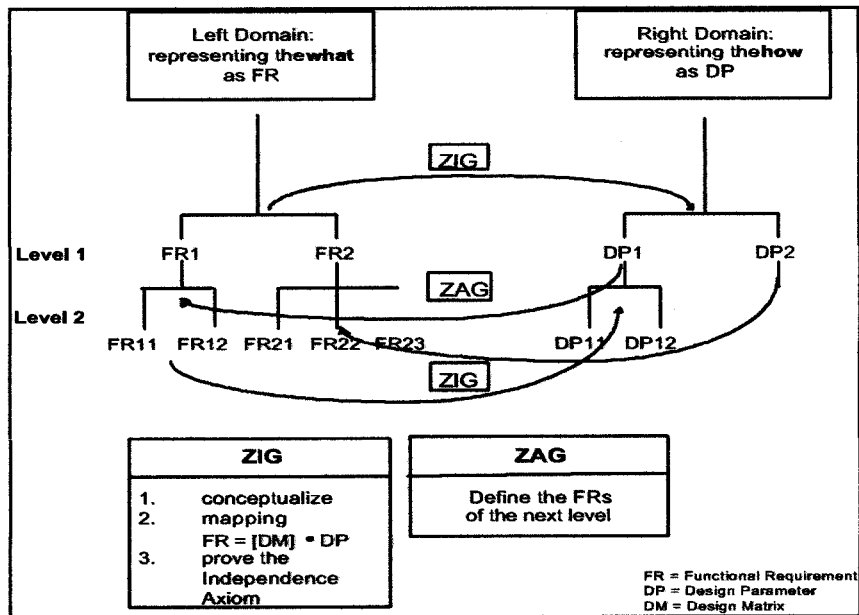 Left Domain:
representing thewhat
as FR
Right Domain:
representing thehow
as DP
ZIG
Level 1
FR1
FR2
DP1
DP2
ZAG
Level 2
FR11
FR12
FR21
FR22
FR23
DP11
DP12
ZIG
ZIG
1. conceptualize
2. mapping
FR = [DM] * DP
3. prove the
Independence
Axiom
ZAG
Define the FRs
of the next level
FR = Functional Requirement
DP = Design Parameter
DM = Design Matrix